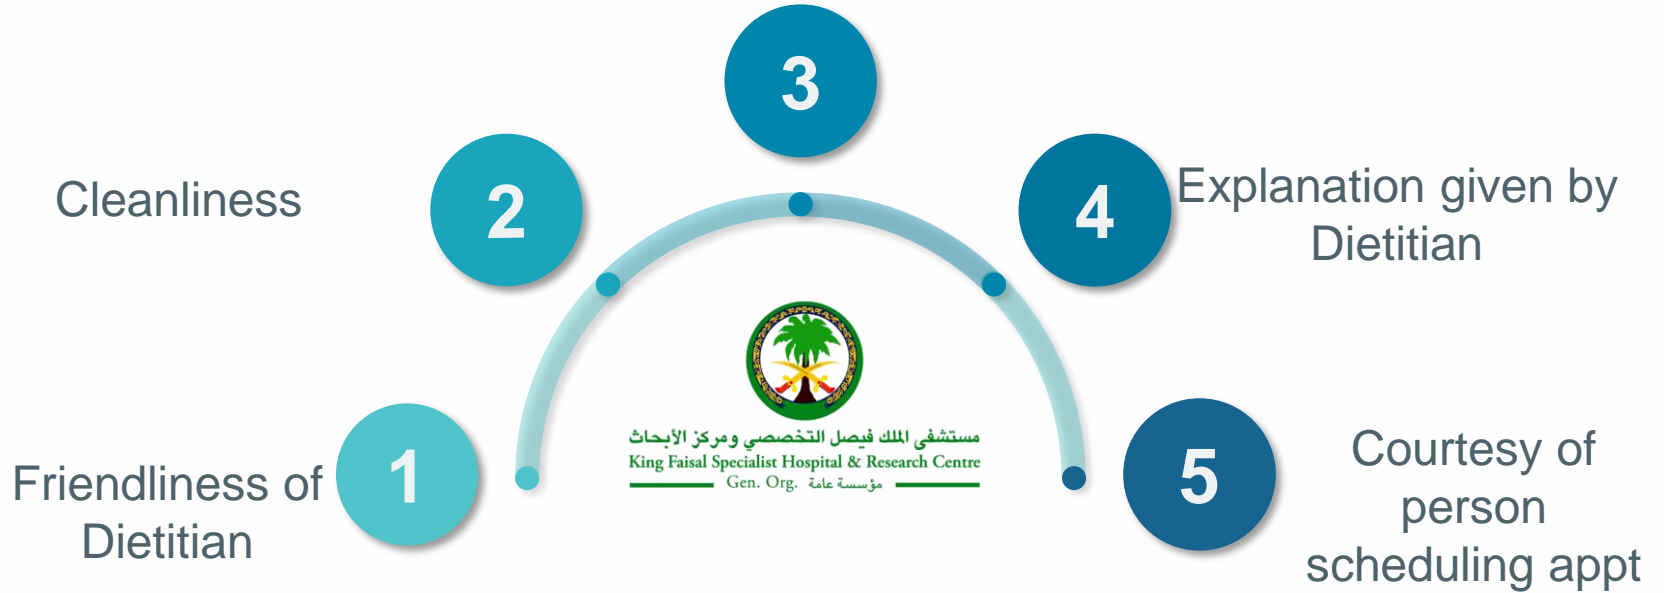 3
Cleanliness
2
4
Explanation given by
Dietitian
مستشفى الملك فيصل التخصصي ومركز الأبحاث
King Faisal Specialist Hospital & Research Centre
Gen. Org. مؤسسة عامة
Friendliness of
Dietitian
1
5
Courtesy of
person
scheduling appt